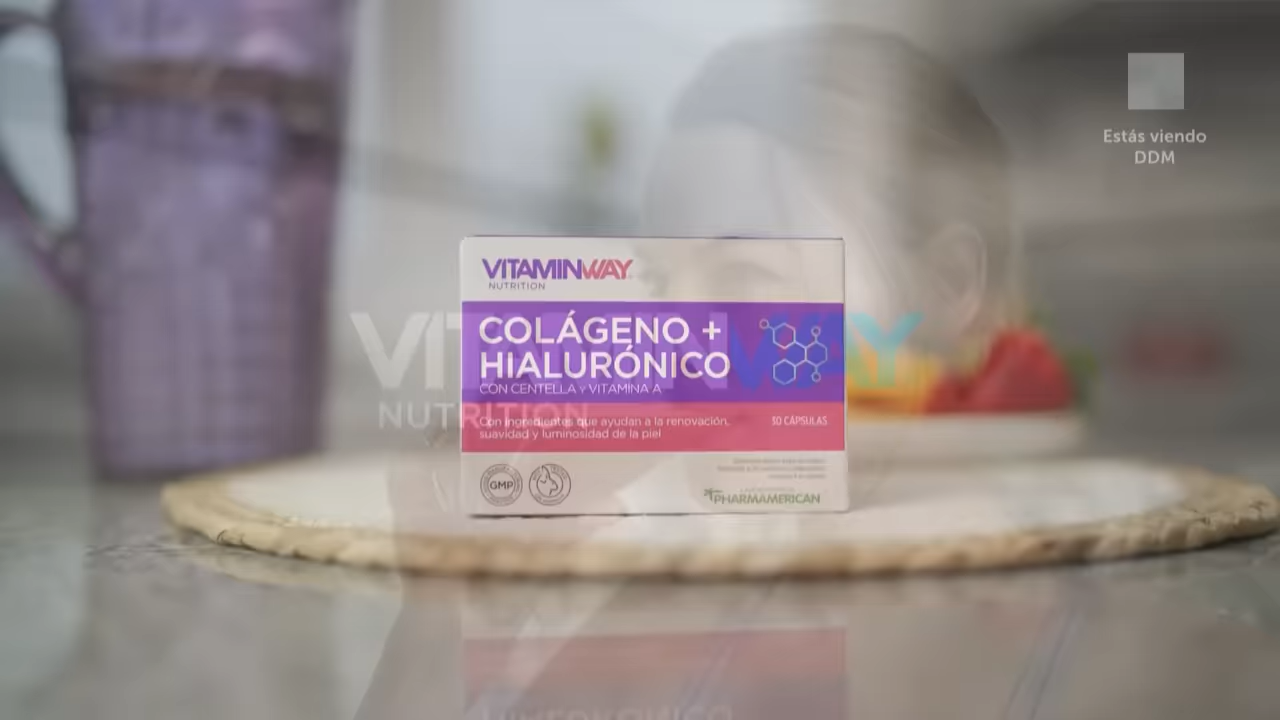 Estás viendo
DDM
VITAMINWAY
NUTRITION
COLÁGENO +
HIALURÓNICO
CON CENTELLA Y VITAMINA A
Con ingredientes que ayudan a la renovación,
suavidad y luminosidad de la piel
30 CÁPSULAS
GMP
PHARMAMERICAN
VITAMINWAY
NUTRITION